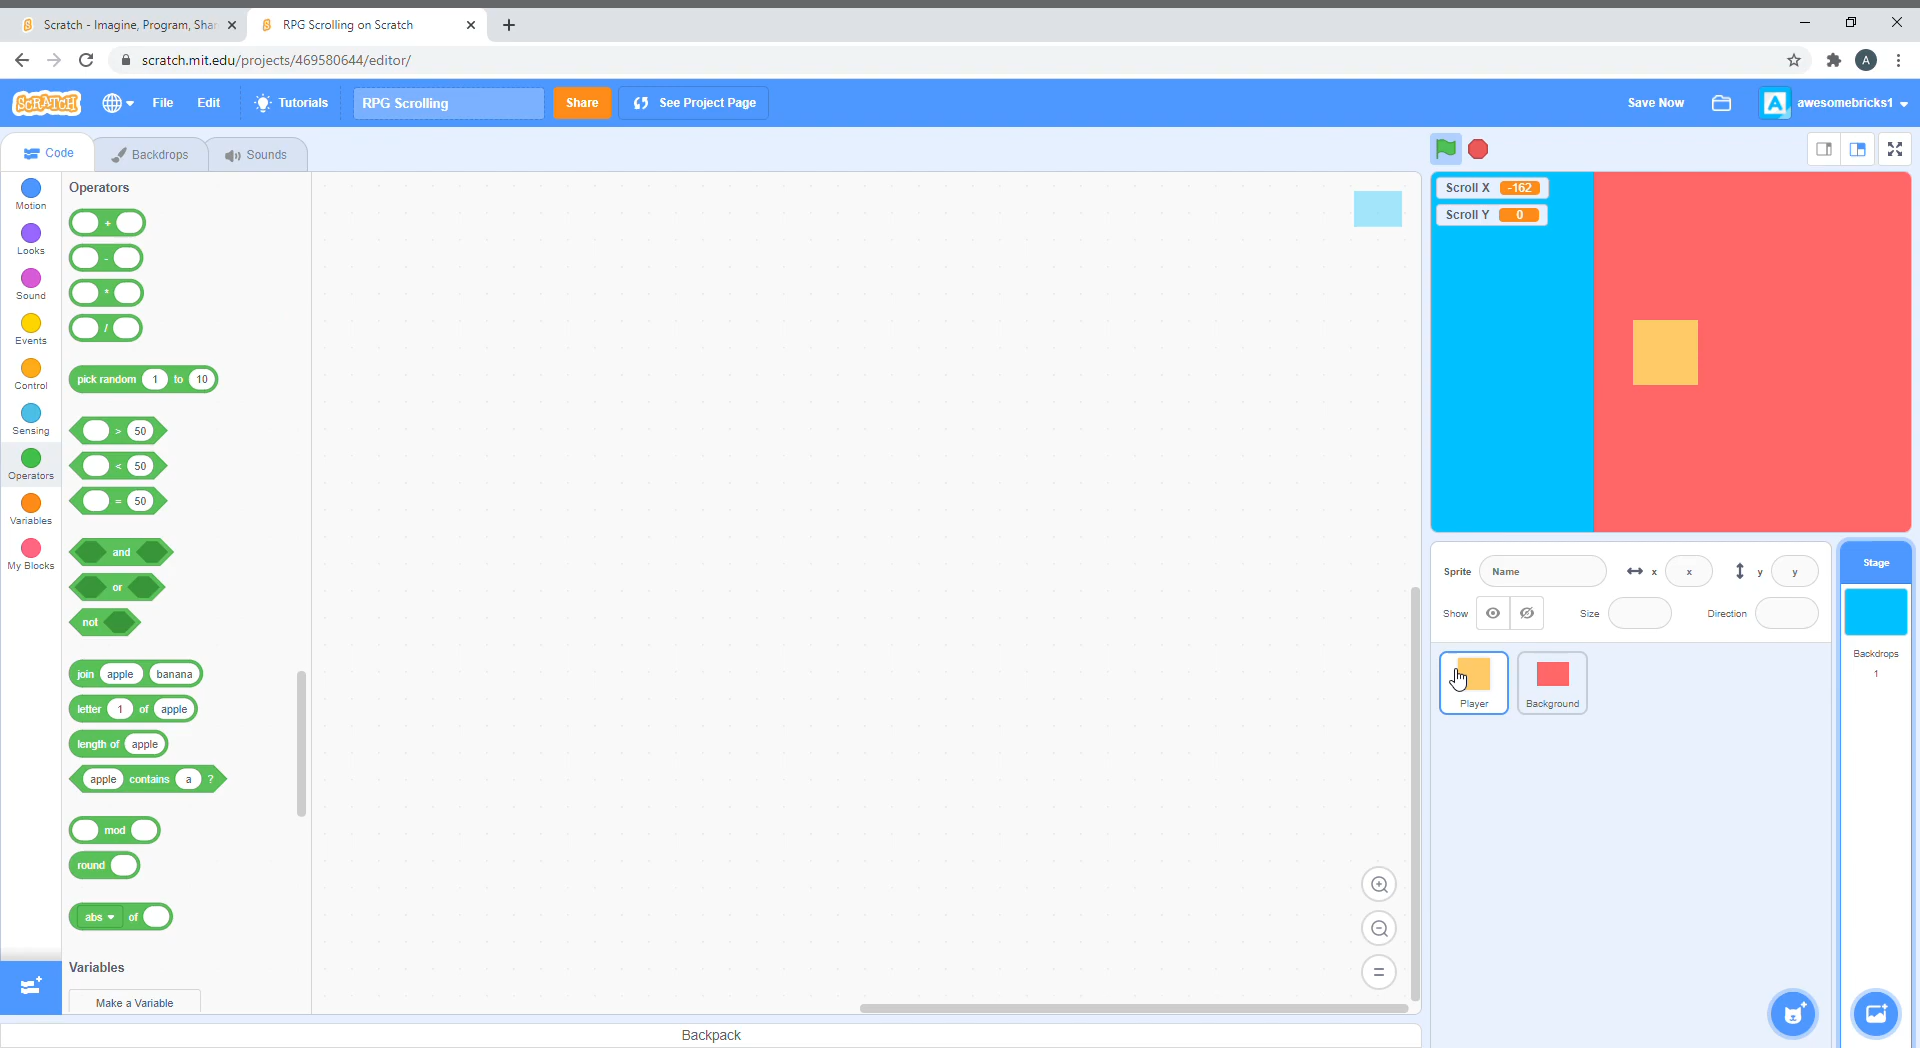 Scratch - Imagine, Program, Shar
RPG Scrolling on Scratch
scratch.mit.edu/projects/469580644/editor/
A
SCRATCH
File
Edit
Tutorials
RPG Scrolling
Share
See Project Page
Save Now
A
awesomebricks1
Code
Backdrops
Sounds
Motion
Looks
Sound
Events
Control
Sensing
Operators
Variables
My Blocks
Operators
+
-
*
/
pick random 1 to 10
> 50
< 50
= 50
and
or
not
join apple banana
letter 1 of apple
length of apple
apple contains a ?
mod
round
abs of
Variables
Make a Variable
Backpack
Scroll X -162
Scroll Y 0
Sprite Name x x y y
Show Size Direction
Player
Background
Stage
Backdrops
1